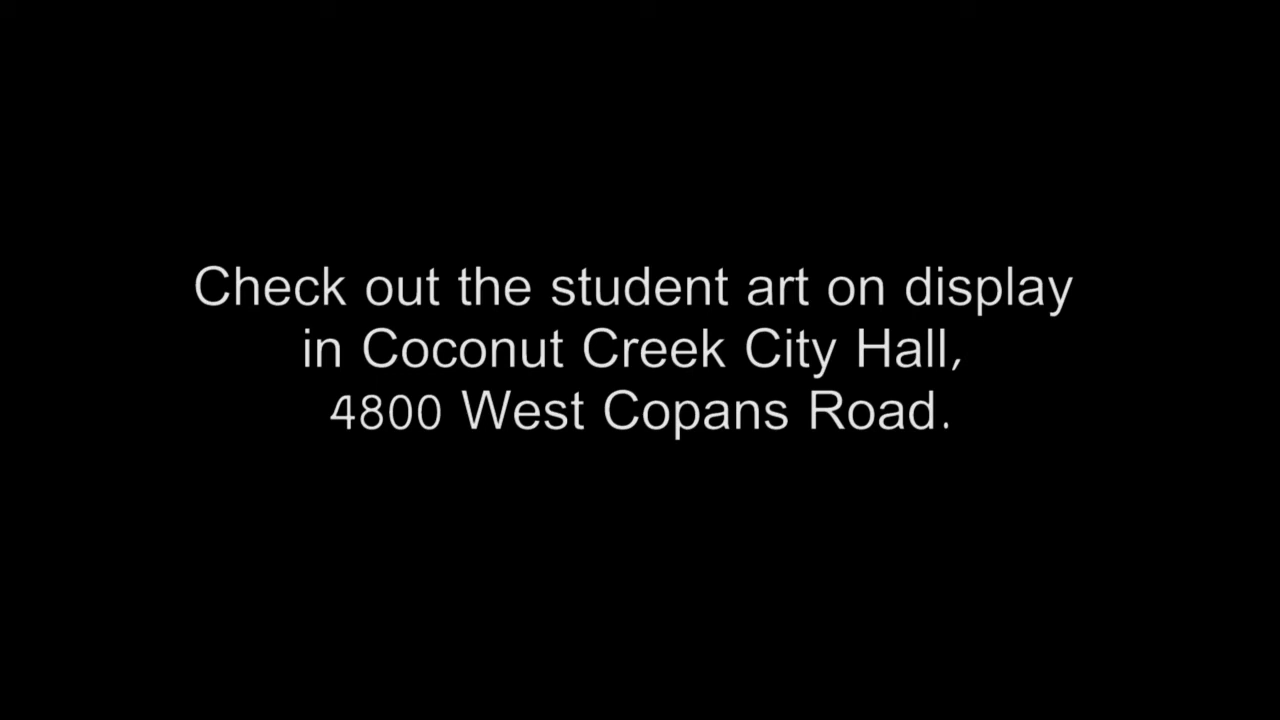 Check out the student art on display
in Coconut Creek City Hall,
4800 West Copans Road.